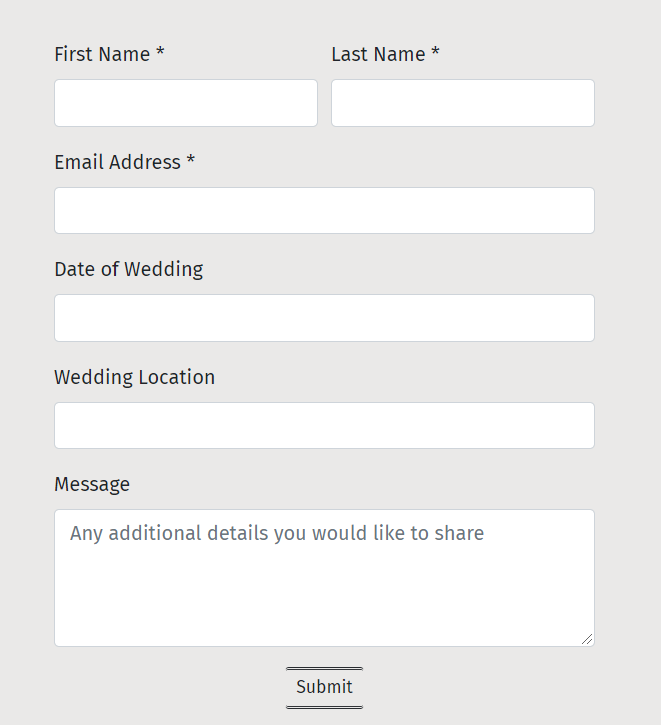 First Name * Last Name *
Email Address *
Date of Wedding
Wedding Location
Message
Any additional details you would like to share
Submit